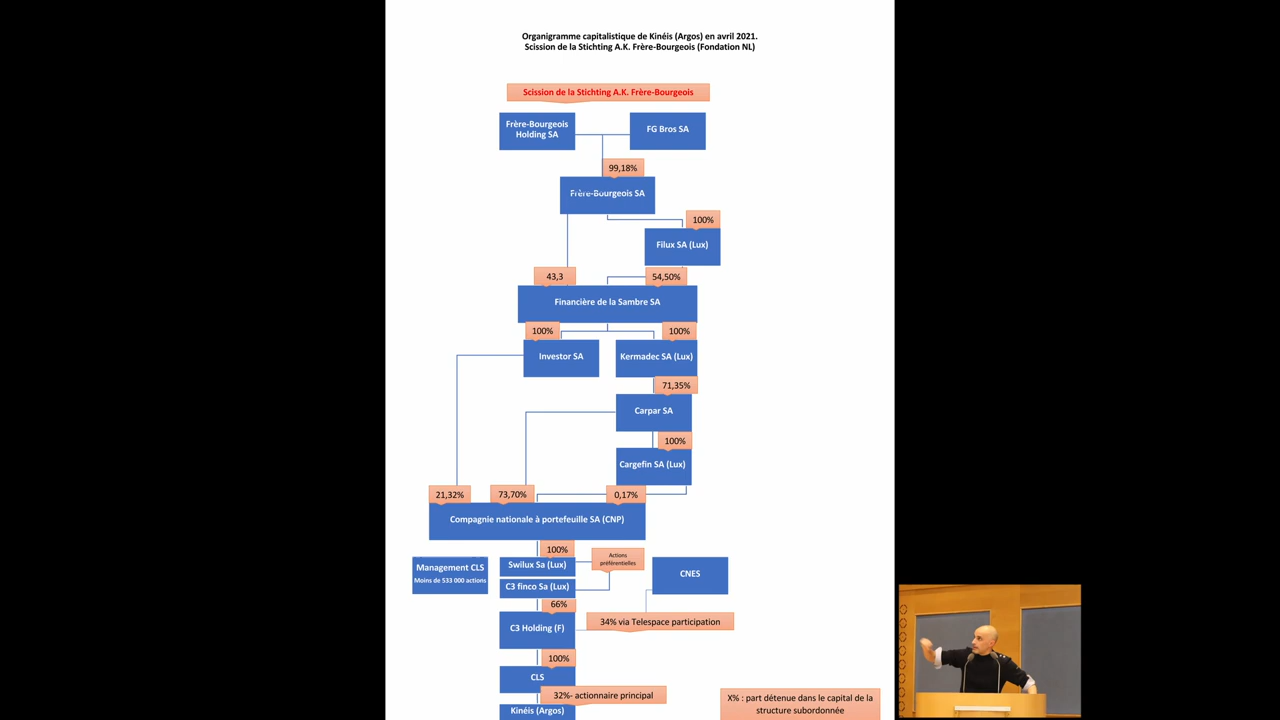 Organigramme capitalistique de Kinéis (Argos) en avril 2021.
Scission de la Stichting A.K. Frère-Bourgeois (Fondation NL)
Scission de la Stichting A.K. Frère-Bourgeois
Frère-Bourgeois
Holding SA
FG Bros SA
99,18%
Frère-Bourgeois SA
100%
Filux SA (Lux)
43,3
54,50%
Financière de la Sambre SA
100%
100%
Investor SA
Kermadec SA (Lux)
71,35%
Carpar SA
100%
Cargefin SA (Lux)
21,32%
73,70%
0,17%
Compagnie nationale à portefeuille SA (CNP)
100%
Actions
préférentielles
Management CLS
Moins de 533 000 actions
Swilux Sa (Lux)
C3 finco Sa (Lux)
CNES
66%
C3 Holding (F)
34% via Telespace participation
100%
CLS
32%- actionnaire principal
Kinéis (Argos)
X% : part détenue dans le capital de la
structure subordonnée